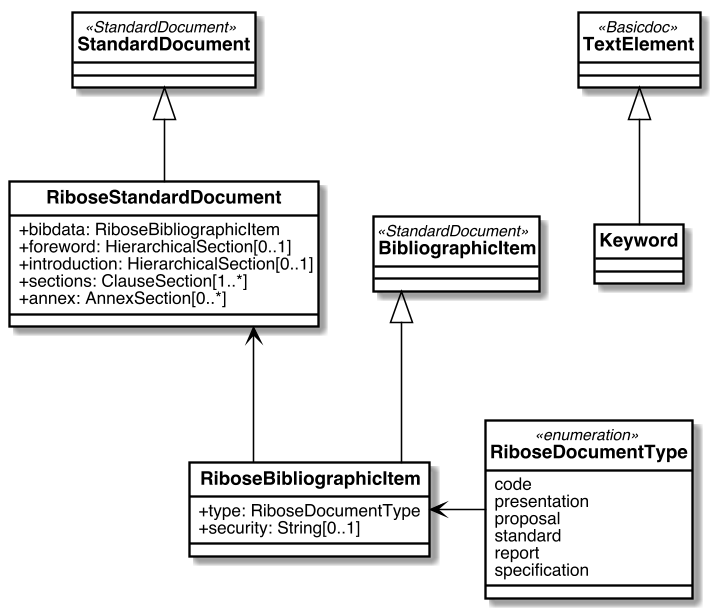 «StandardDocument»
StandardDocument
«Basicdoc»
TextElement
RiboseStandardDocument
+bibdata: RiboseBibliographicItem
+foreword: HierarchicalSection[0..1]
+introduction: HierarchicalSection[0..1]
+sections: ClauseSection[1..*]
+annex: AnnexSection[0..*]
«StandardDocument»
BibliographicItem
Keyword
RiboseBibliographicItem
+type: RiboseDocumentType
+security: String[0..1]
«enumeration»
RiboseDocumentType
code
presentation
proposal
standard
report
specification